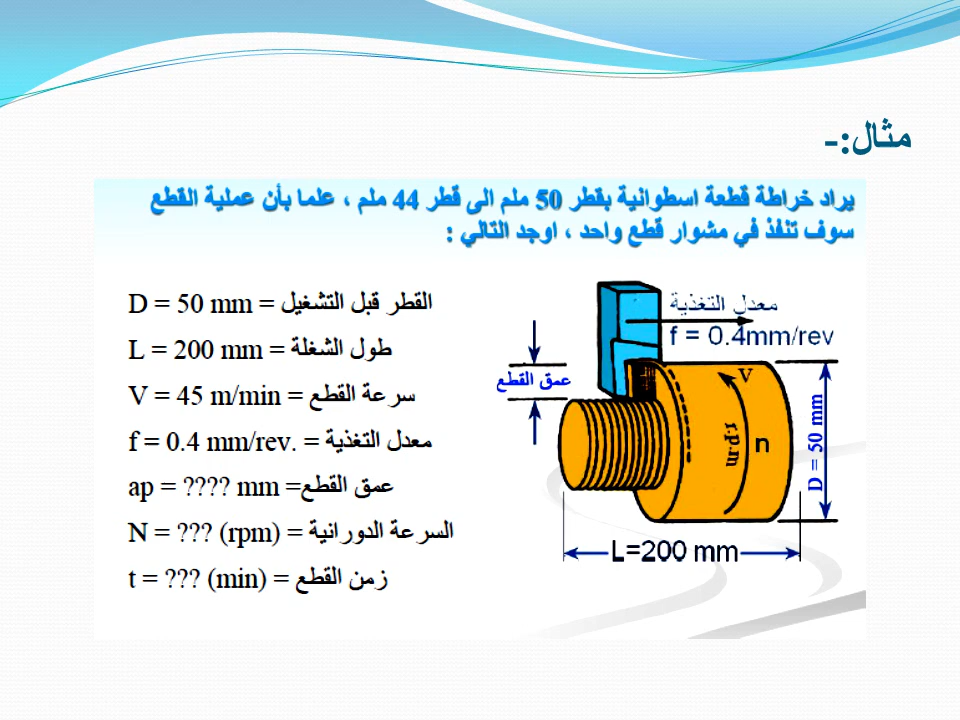 مثال:-
يراد خراطة قطعة اسطوانية بقطر 50 ملم الى قطر 44 ملم ، علما بأن عملية القطع
سوف تنفذ في مشوار قطع واحد ، اوجد التالي :
القطر قبل التشغيل = D = 50 mm
طول الشغلة = L = 200 mm
سرعة القطع = V = 45 m/min
معدل التغذية = f = 0.4 mm/rev.
عمق القطع= ap = ???? mm
السرعة الدورانية = N = ??? (rpm)
زمن القطع = t = ??? (min)
معدل التغذية
f = 0.4mm/rev
عمق القطع
V
r.p.m
n
D = 50 mm
L=200 mm